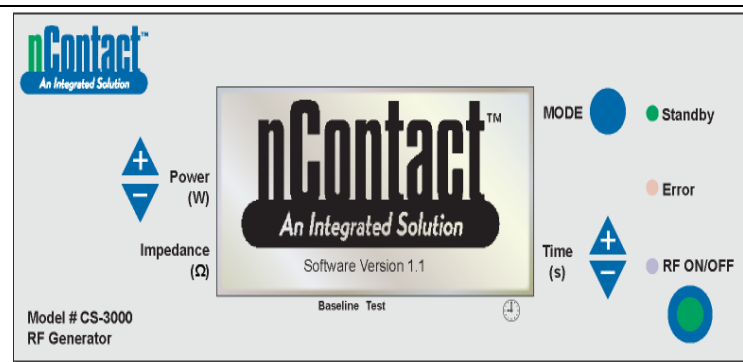 nContact™
An Integrated Solution
MODE
Standby
nContact™
An Integrated Solution
Software Version 1.1
+
−
Power
(W)
Error
Impedance
(Ω)
Time
(s)
+
−
RF ON/OFF
Baseline Test
Model # CS-3000
RF Generator